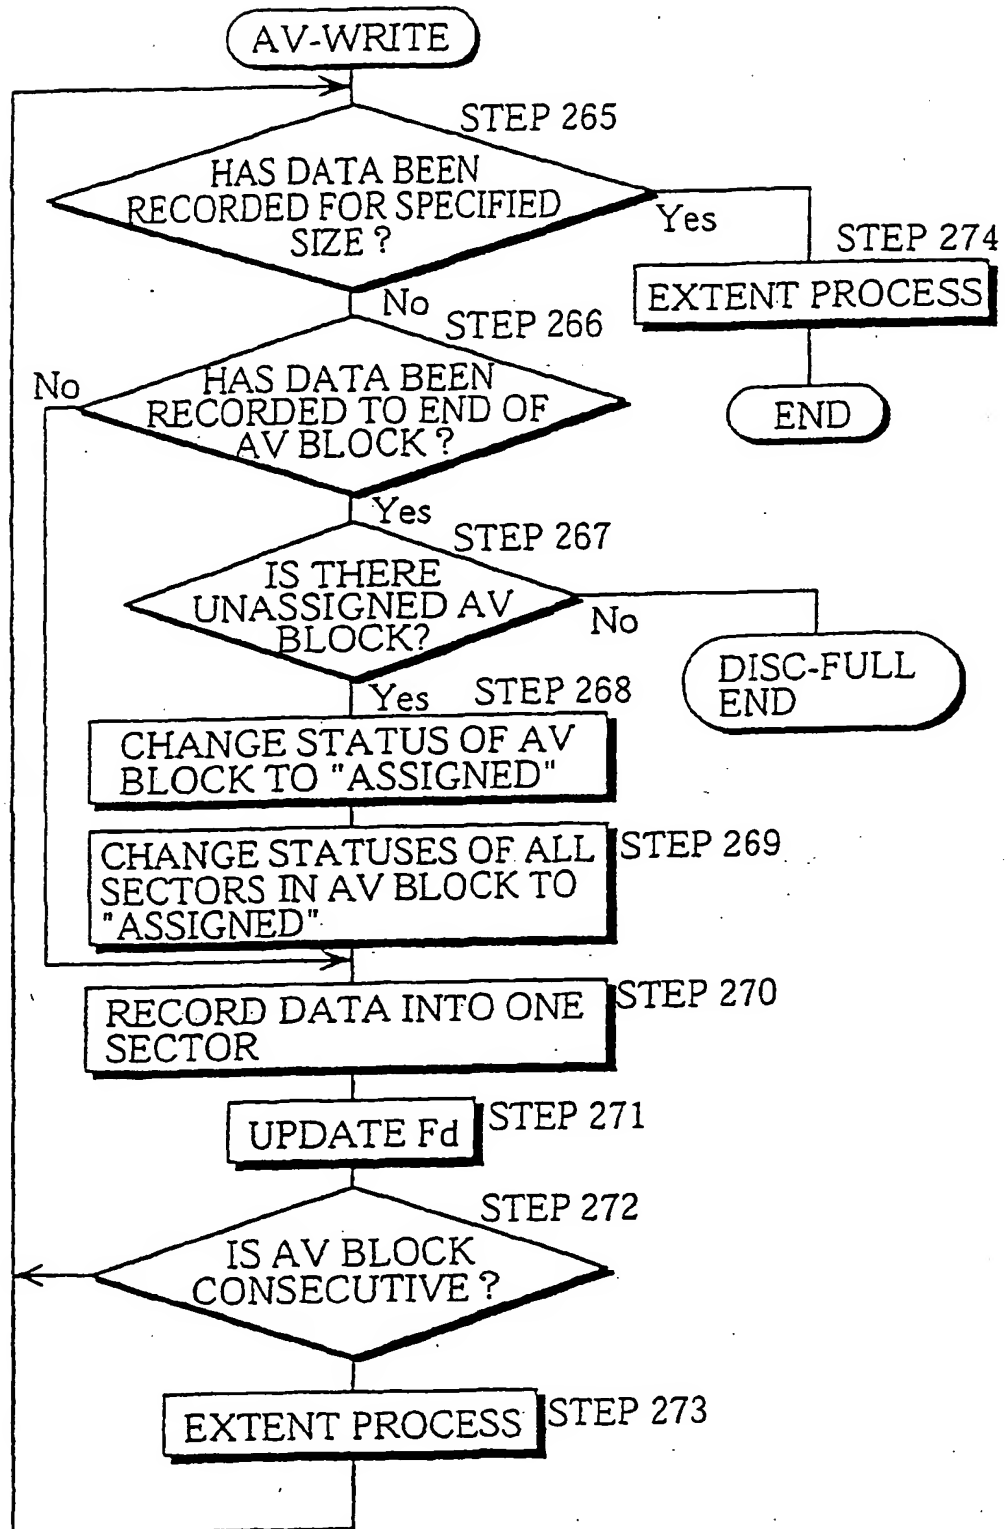 AV-WRITE
STEP 265
HAS DATA BEEN
RECORDED FOR SPECIFIED
SIZE ?
Yes
STEP 274
EXTENT PROCESS
END
No
STEP 266
No
HAS DATA BEEN
RECORDED TO END OF
AV BLOCK ?
Yes
STEP 267
IS THERE
UNASSIGNED AV
BLOCK?
No
DISC-FULL
END
Yes
STEP 268
CHANGE STATUS OF AV
BLOCK TO "ASSIGNED"
CHANGE STATUSES OF ALL
SECTORS IN AV BLOCK TO
"ASSIGNED"
STEP 269
RECORD DATA INTO ONE
SECTOR
STEP 270
UPDATE Fd
STEP 271
STEP 272
IS AV BLOCK
CONSECUTIVE ?
EXTENT PROCESS
STEP 273